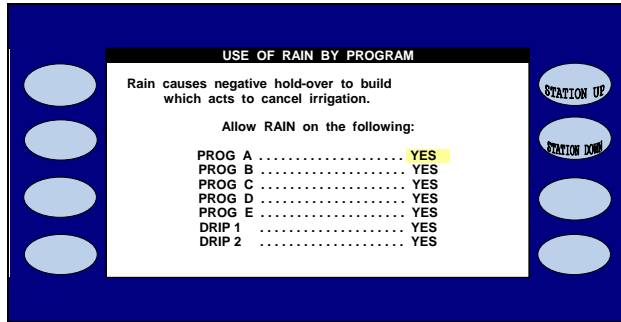 USE OF RAIN BY PROGRAM
Rain causes negative hold-over to build
which acts to cancel irrigation.
STATION UP
Allow RAIN on the following:
STATION DOWN
PROG A .................... YES
PROG B .................... YES
PROG C .................... YES
PROG D .................... YES
PROG E .................... YES
DRIP 1 .................... YES
DRIP 2 .................... YES